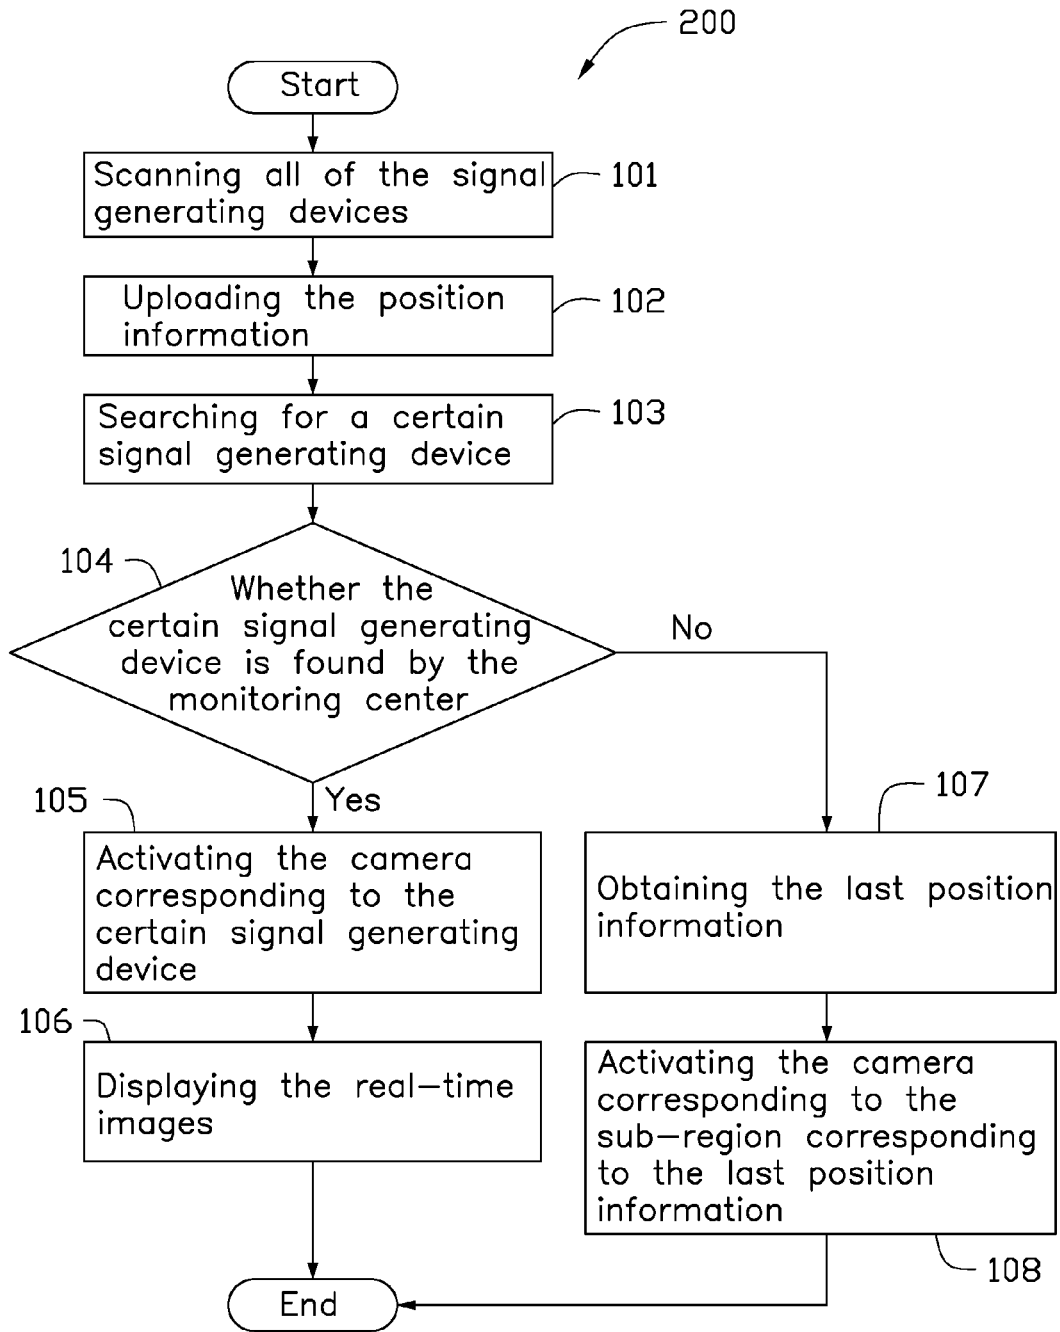 200
Start
Scanning all of the signal
generating devices
101
Uploading the position
information
102
Searching for a certain
signal generating device
103
104
Whether the
certain signal generating
device is found by the
monitoring center
No
Yes
105
Activating the camera
corresponding to the
certain signal generating
device
107
Obtaining the last position
information
106
Displaying the real-time
images
Activating the camera
corresponding to the
sub-region corresponding
to the last position
information
108
End